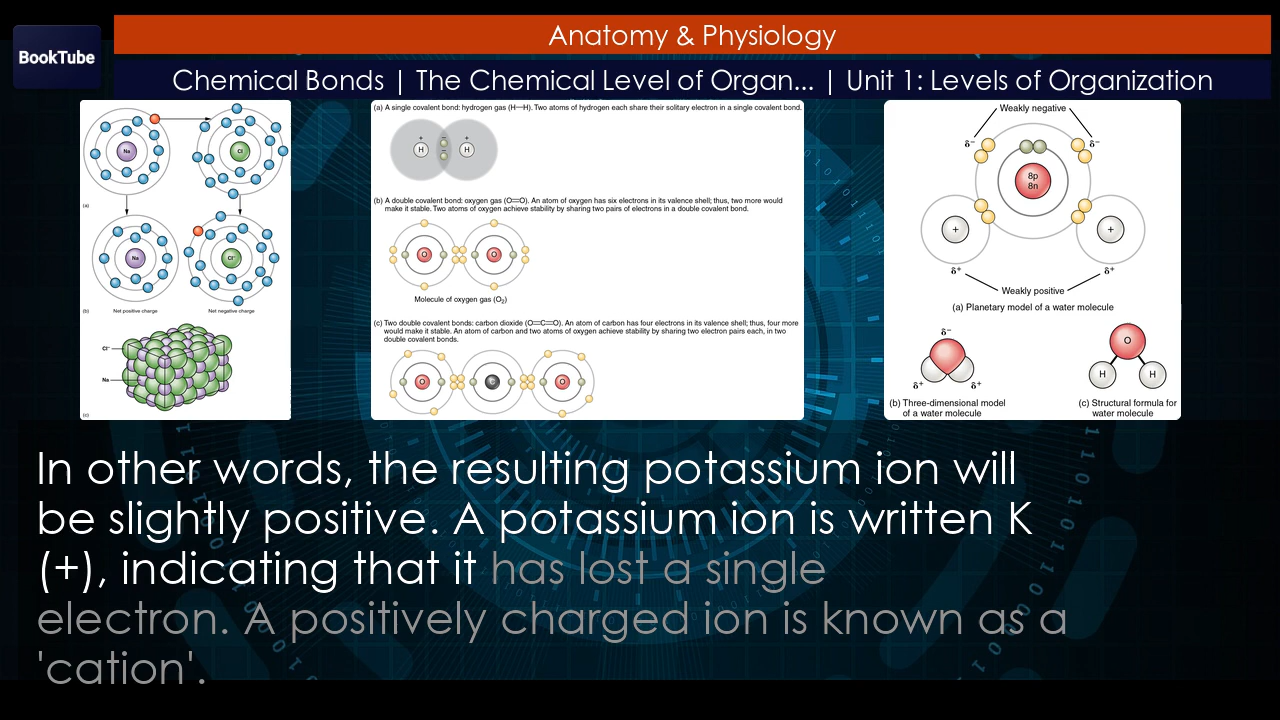 BookTube
Anatomy & Physiology
Chemical Bonds | The Chemical Level of Organ... | Unit 1: Levels of Organization
Na
Cl
(a)
Na
Cl⁻
(b)
Net positive charge
Net negative charge
Cl⁻
Na
(c)
(a) A single covalent bond: hydrogen gas (H—H). Two atoms of hydrogen each share their solitary electron in a single covalent bond.
+ − +
H − H
(b) A double covalent bond: oxygen gas (O=O). An atom of oxygen has six electrons in its valence shell; thus, two more would
make it stable. Two atoms of oxygen achieve stability by sharing two pairs of electrons in a double covalent bond.
O O
Molecule of oxygen gas (O₂)
(c) Two double covalent bonds: carbon dioxide (O=C=O). An atom of carbon has four electrons in its valence shell; thus, four more
would make it stable. An atom of carbon and two atoms of oxygen achieve stability by sharing two electron pairs each, in two
double covalent bonds.
O C O
Weakly negative
δ⁻ δ⁻
8p
8n
+ +
δ⁺ δ⁺
Weakly positive
(a) Planetary model of a water molecule
δ⁻
δ⁺ δ⁺
(b) Three-dimensional model
of a water molecule
O
H H
(c) Structural formula for
water molecule
In other words, the resulting potassium ion will
be slightly positive. A potassium ion is written K
(+), indicating that it has lost a single
electron. A positively charged ion is known as a
'cation'.